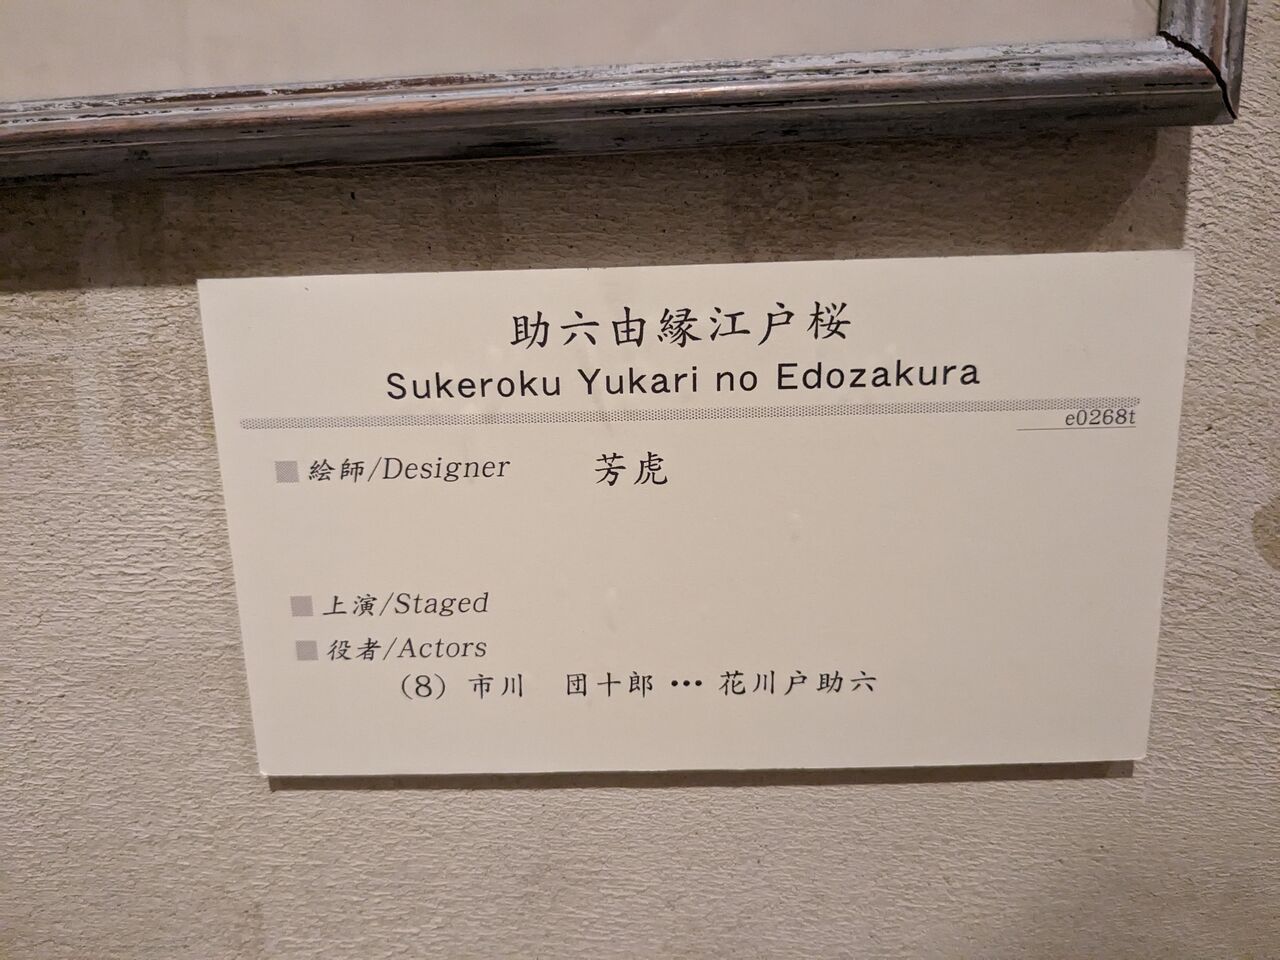 助六由縁江戸桜
Sukeroku Yukari no Edozakura
e0268t
絵師/Designer 芳虎
上演/Staged
役者/Actors
(8) 市川 団十郎 ••• 花川戸助六